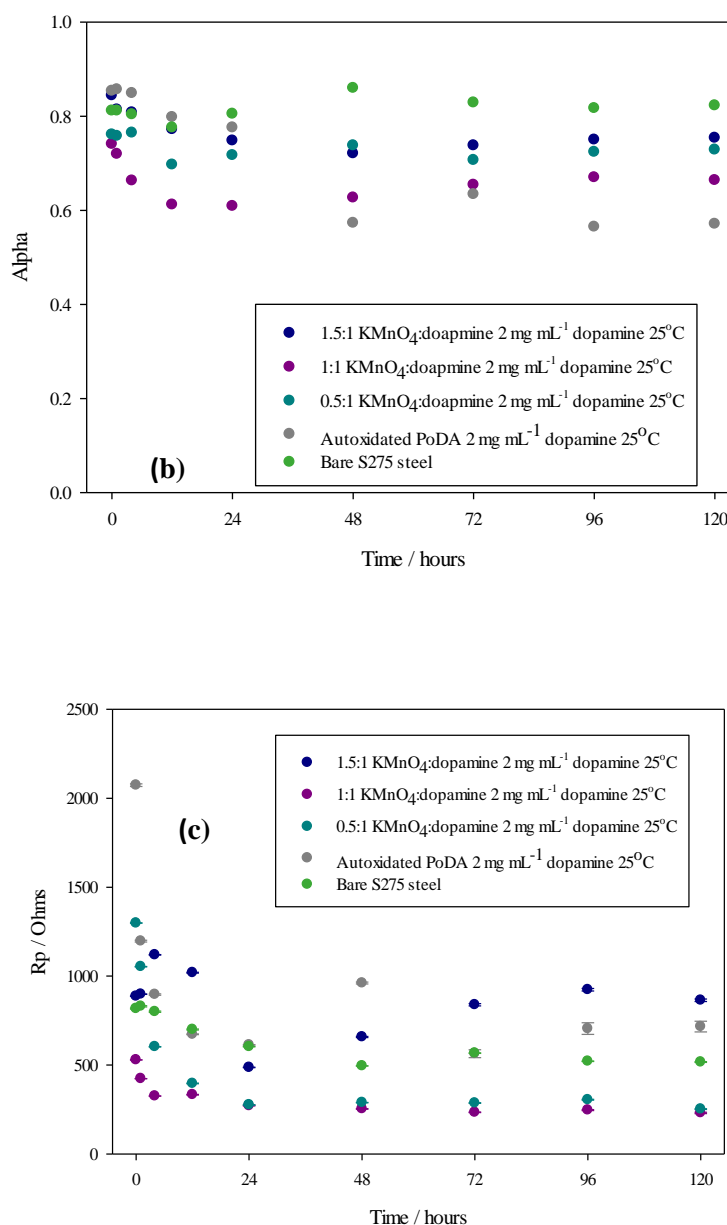 1.0
0.8
0.6
0.4
0.2
0.0
Alpha
1.5:1 KMnO4:doapmine 2 mg mL-1 dopamine 25oC
1:1 KMnO4:doapmine 2 mg mL-1 dopamine 25oC
0.5:1 KMnO4:doapmine 2 mg mL-1 dopamine 25oC
Autoxidated PoDA 2 mg mL-1 dopamine 25oC
Bare S275 steel
(b)
0 24 48 72 96 120
Time / hours
2500
2000
1500
1000
500
0
Rp / Ohms
1.5:1 KMnO4:dopamine 2 mg mL-1 dopamine 25oC
1:1 KMnO4:dopamine 2 mg mL-1 dopamine 25oC
0.5:1 KMnO4:dopamine 2 mg mL-1 dopamine 25oC
Autoxidated PoDA 2 mg mL-1 dopamine 25oC
Bare S275 steel
(c)
0 24 48 72 96 120
Time / hours